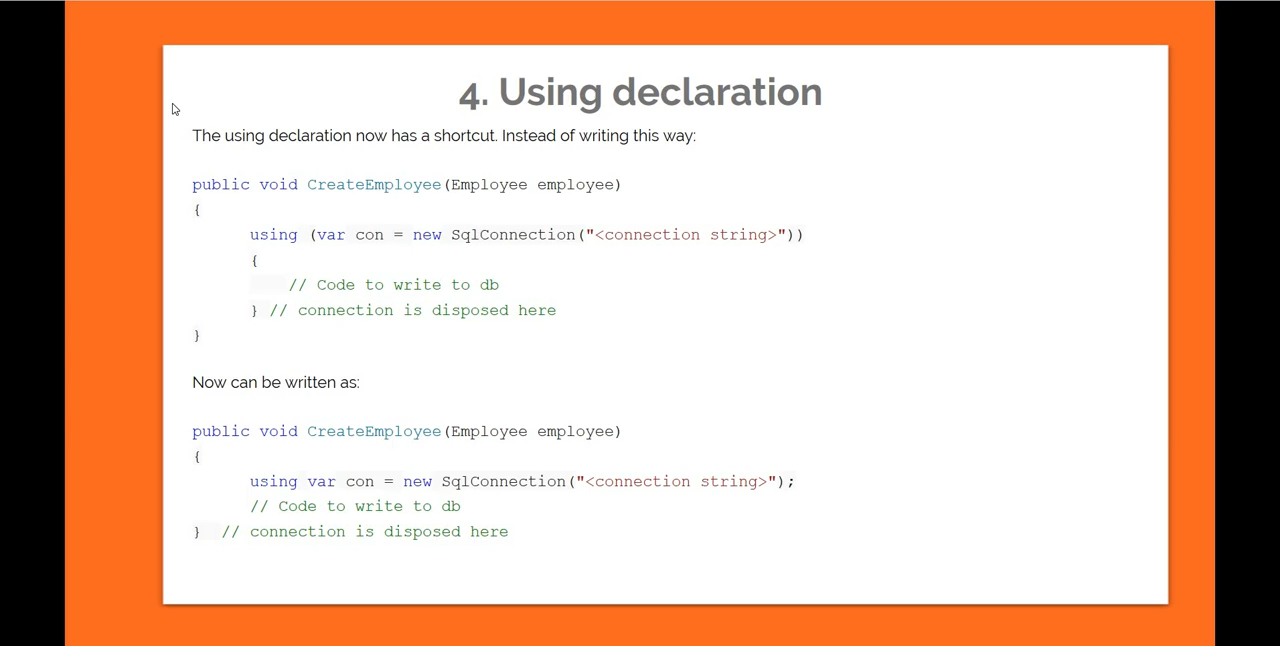 4. Using declaration
The using declaration now has a shortcut. Instead of writing this way:
public void CreateEmployee(Employee employee)
{
using (var con = new SqlConnection("<connection string>"))
{
// Code to write to db
} // connection is disposed here
}
Now can be written as:
public void CreateEmployee(Employee employee)
{
using var con = new SqlConnection("<connection string>");
// Code to write to db
} // connection is disposed here